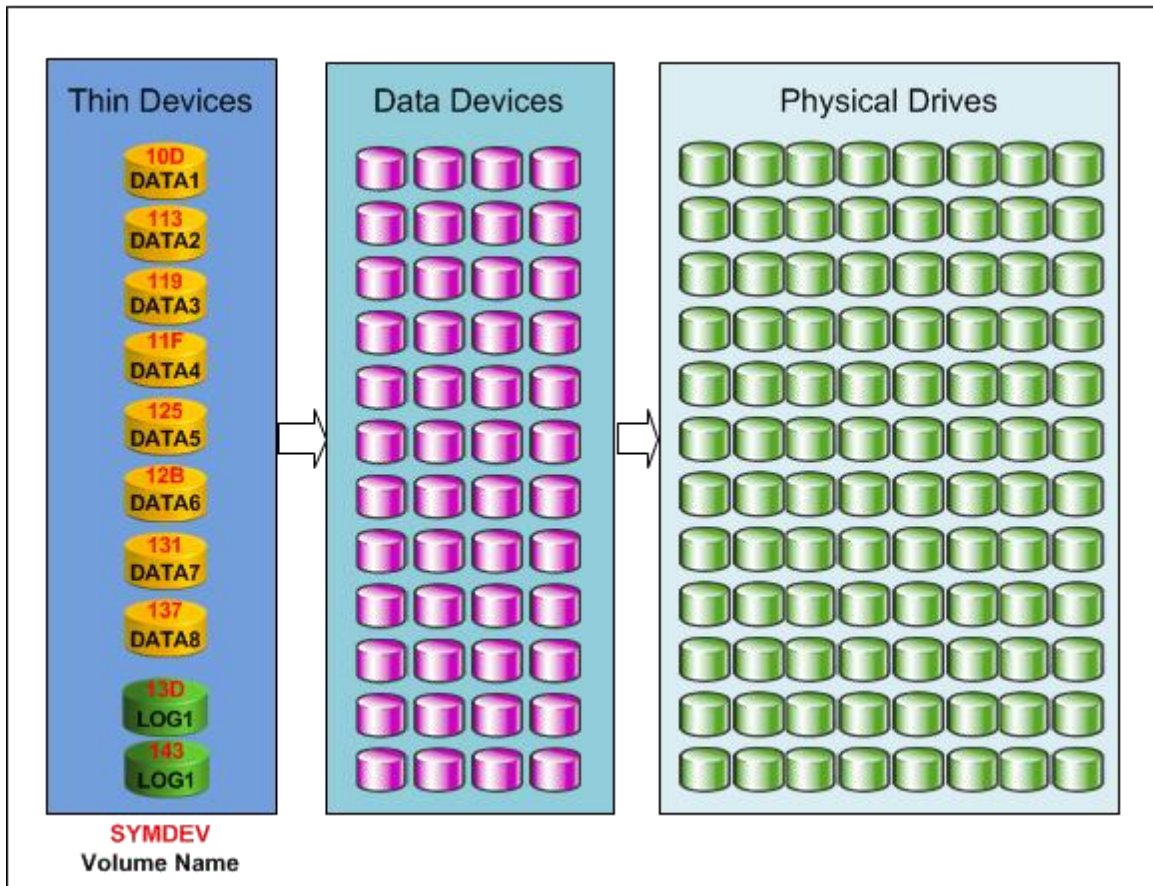 Thin Devices
10D
DATA1
113
DATA2
119
DATA3
11F
DATA4
125
DATA5
12B
DATA6
131
DATA7
137
DATA8
13D
LOG1
143
LOG1
SYMDEV
Volume Name
Data Devices
Physical Drives